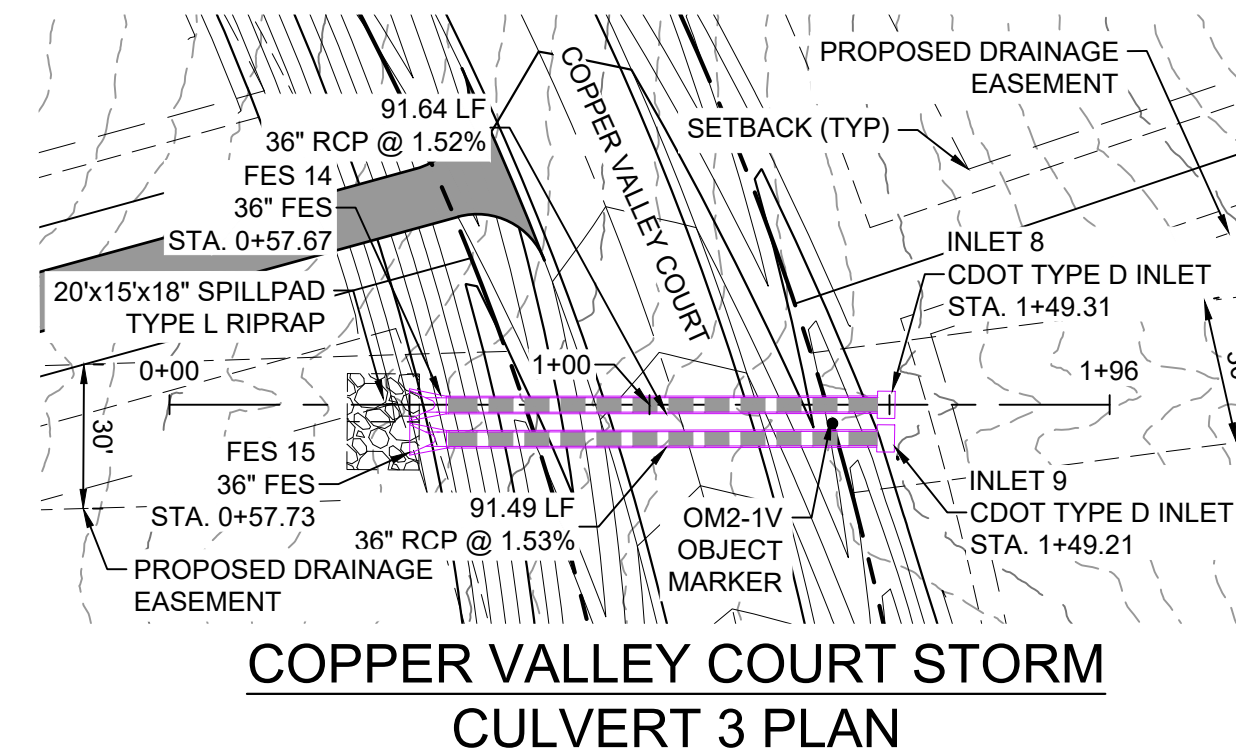 PROPOSED DRAINAGE
EASEMENT
COPPER VALLEY COURT
91.64 LF
36" RCP @ 1.52%
SETBACK (TYP)
FES 14
36" FES
STA. 0+57.67
INLET 8
CDOT TYPE D INLET
STA. 1+49.31
20'x15'x18" SPILLPAD
TYPE L RIPRAP
0+00
1+00
1+96
30'
FES 15
36" FES
STA. 0+57.73
91.49 LF
36" RCP @ 1.53%
OM2-1V
OBJECT
MARKER
INLET 9
CDOT TYPE D INLET
STA. 1+49.21
PROPOSED DRAINAGE
EASEMENT
COPPER VALLEY COURT STORM
CULVERT 3 PLAN